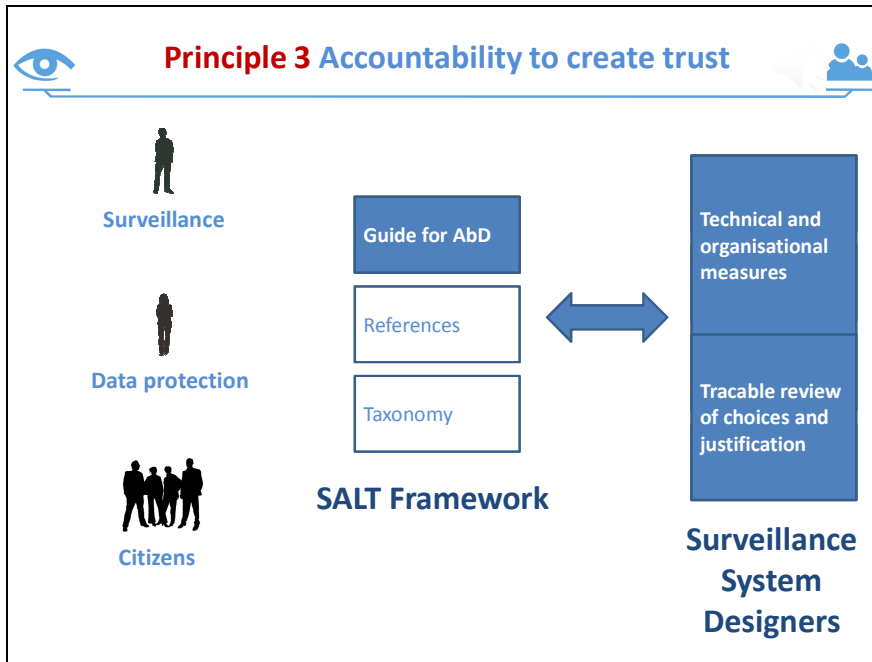 Principle 3 Accountability to create trust
Surveillance
Data protection
Citizens
Guide for AbD
References
Taxonomy
SALT Framework
Technical and
organisational
measures
Tracable review
of choices and
justification
Surveillance
System
Designers